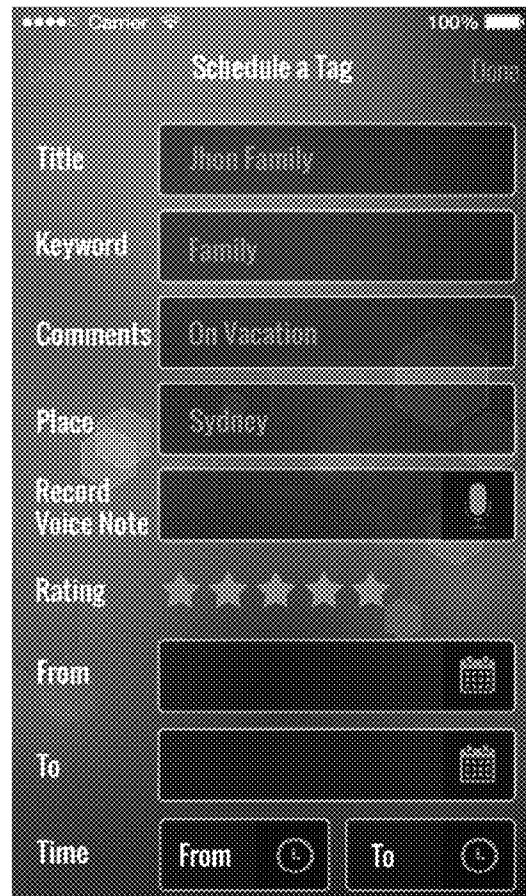 Carrier 100%
Schedule a Tag Done
Title Jhon Family
Keyword Family
Comments On Vacation
Place Sydney
Record
Voice Note
Rating
From
To
Time From To